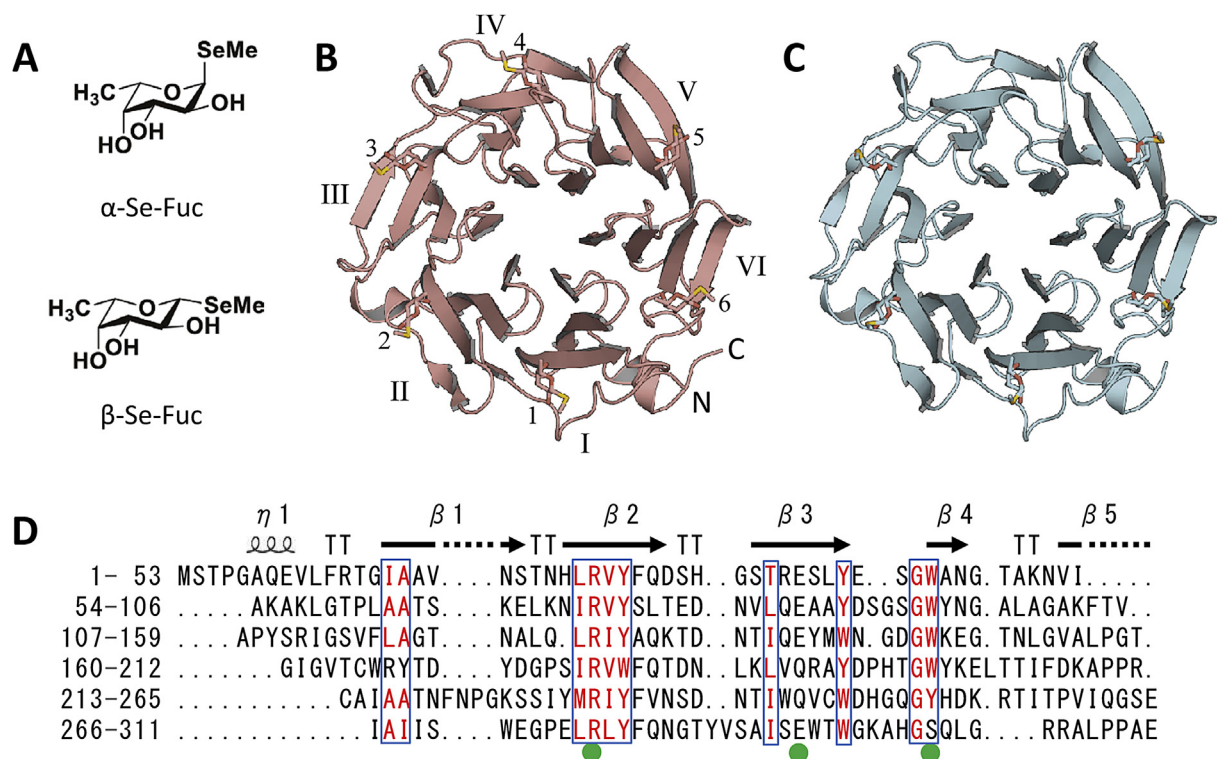 A
SeMe
H₃C
O
OH
OH
HO
α-Se-Fuc
H₃C
O
SeMe
OH
OH
HO
β-Se-Fuc
B
IV
4
V
5
3
III
VI
6
2
C
II
N
1
I
C
D
η1 TT β1 TT β2 TT β3 β4 TT β5
1- 53 MSTPGAQEVLFRTGIAAV....NSTNHLRVYFQDSH..GSTRESLYE..SGWANG.TAKNVI.....
54-106 .....AKAKLGTPLAATS....KELKNIRVYSLTED..NVLQEAAYDSGSGWYNG.ALAGAKFTV..
107-159 ....APYSRIGSVFLAGT....NALQ.LRIYAQKTD..NTIQEYMWN.GDGWKEG.TNLGVALPGT.
160-212 .......GIGVTCWRYTD....YDGPSIRVWFQTDN..LKLVQRAYDPHTGWYKELTTIFDKAPPR.
213-265 ...........CAIAATNFNPGKSSIYMRIYFVNSD..NTIWQVCWDHGQGYHDK.RTITPVIQGSE
266-311 .............IAIIS....WEGPELRLYFQNGTYVSAISEWTWGKAHGSQLG....RRALPPAE